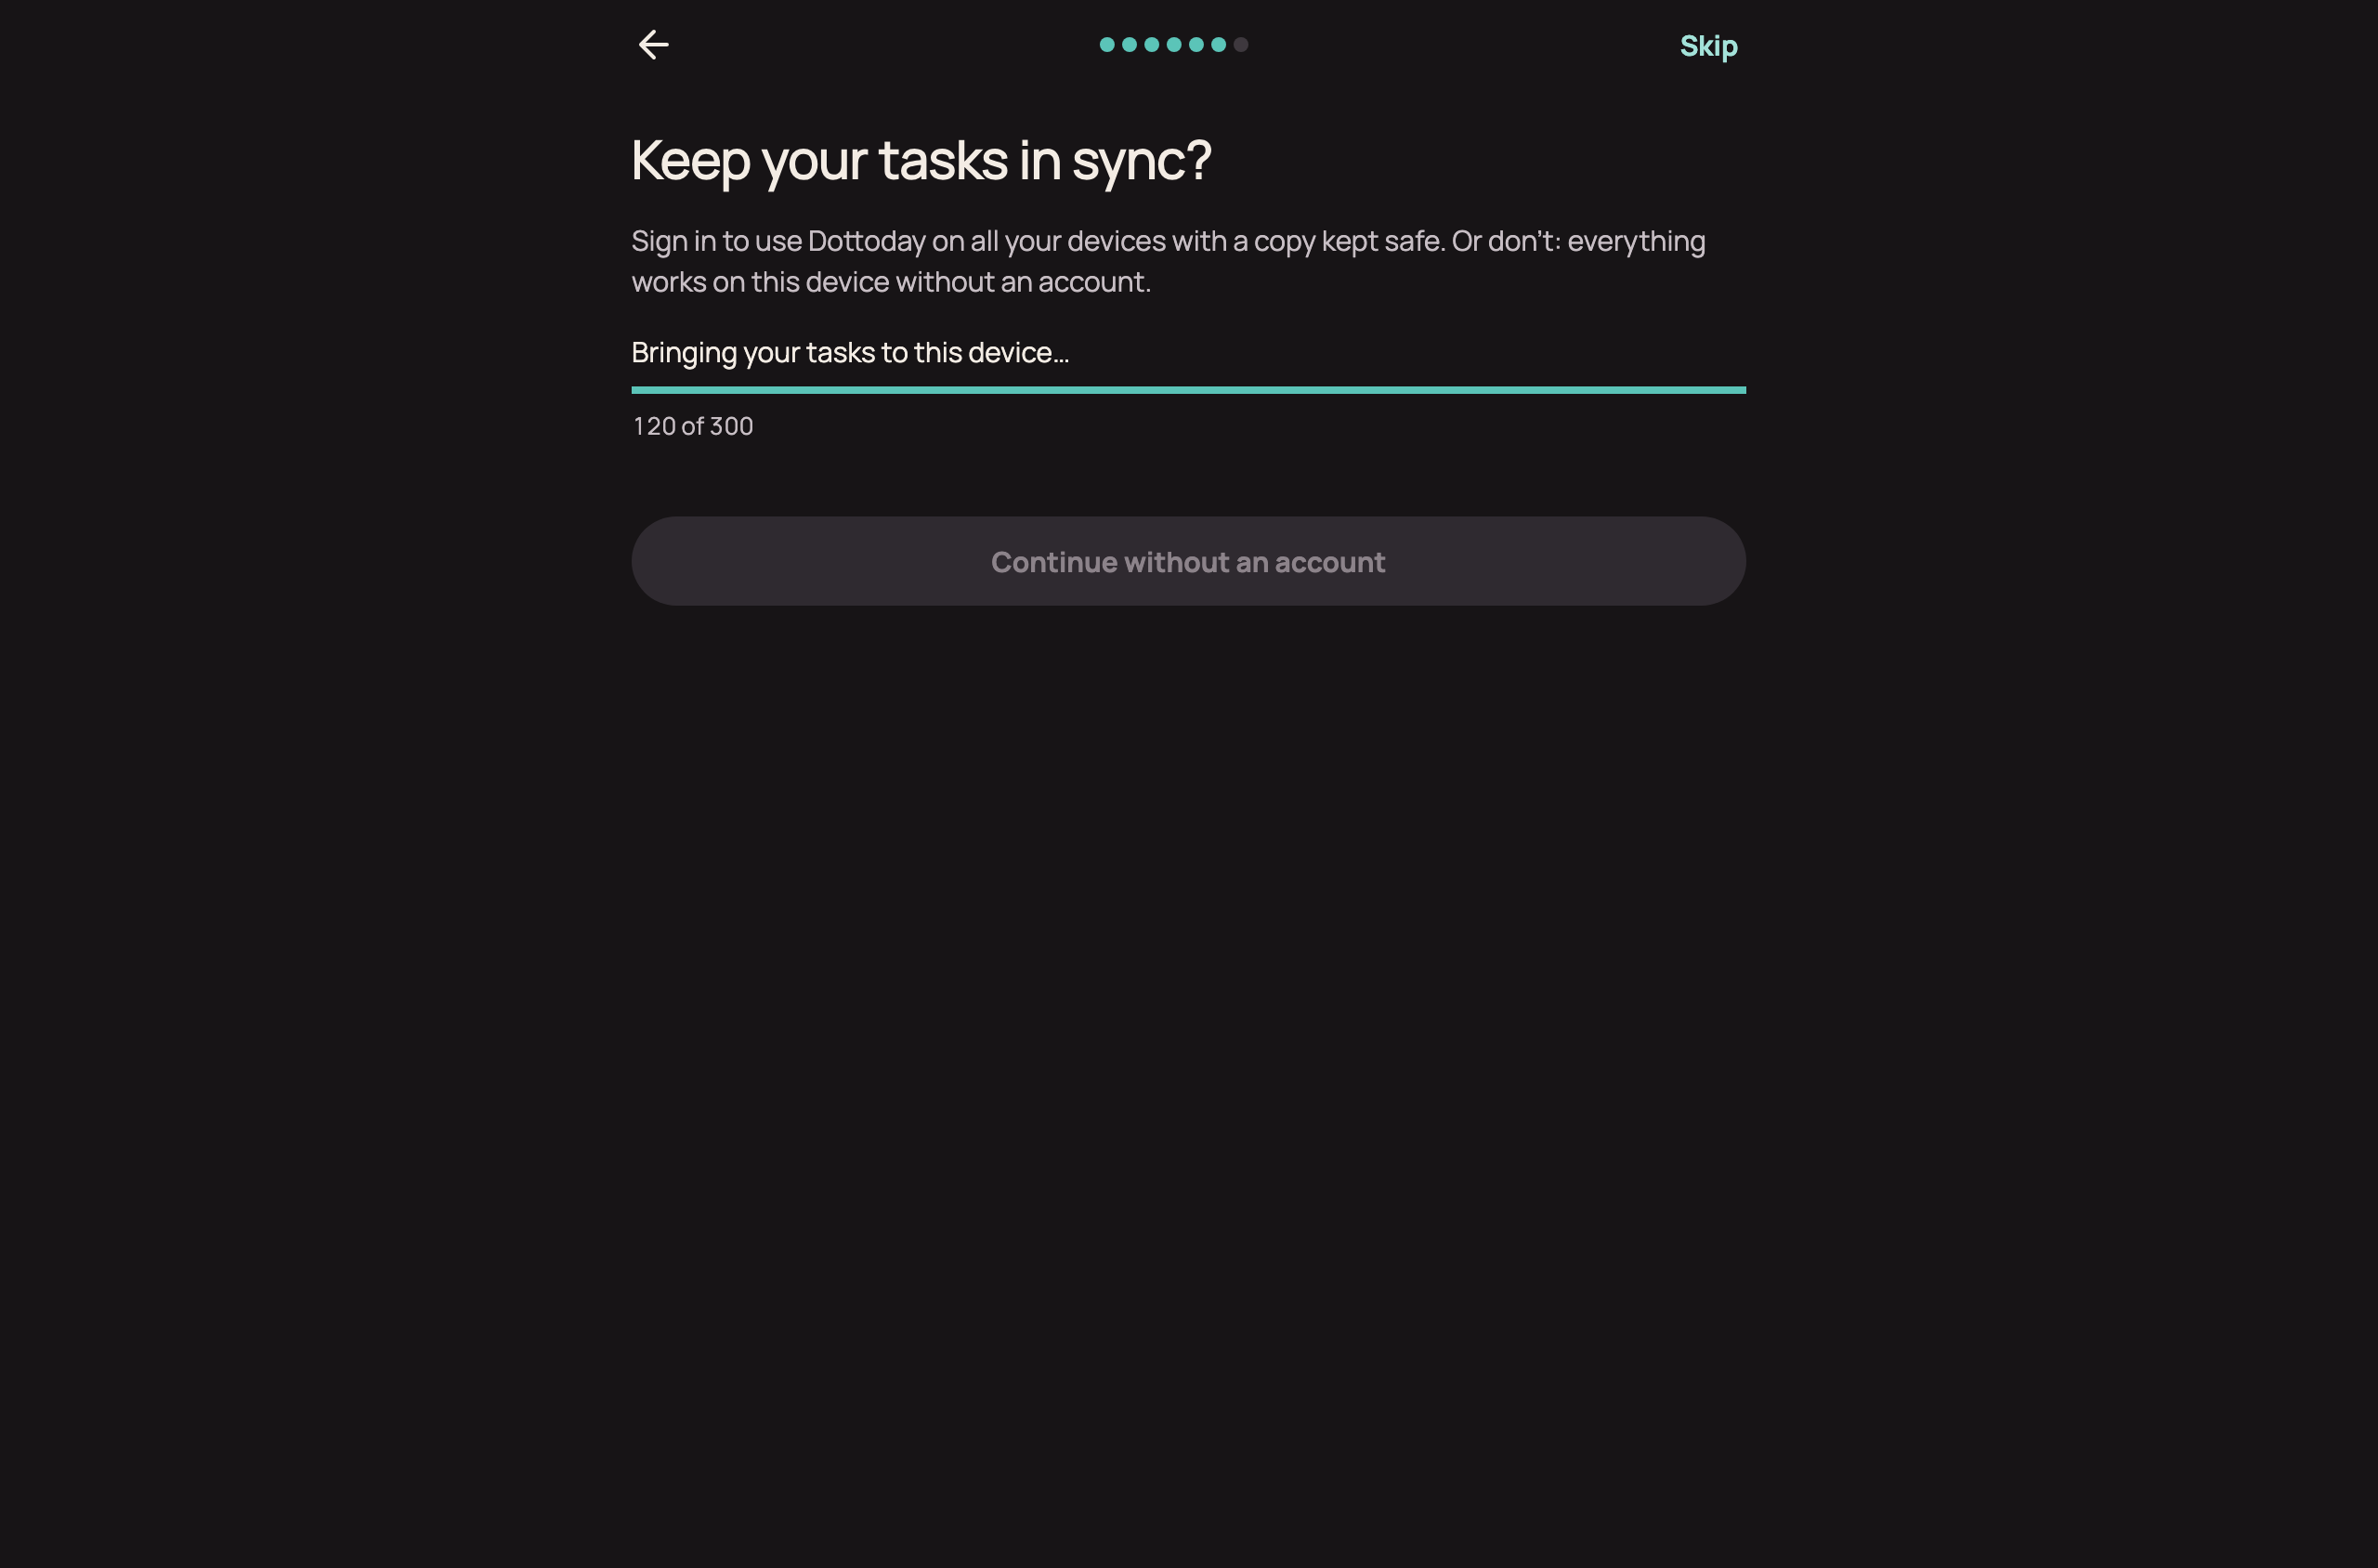 Skip
Keep your tasks in sync?
Sign in to use Dottoday on all your devices with a copy kept safe. Or don't: everything
works on this device without an account.
Bringing your tasks to this device…
120 of 300
Continue without an account